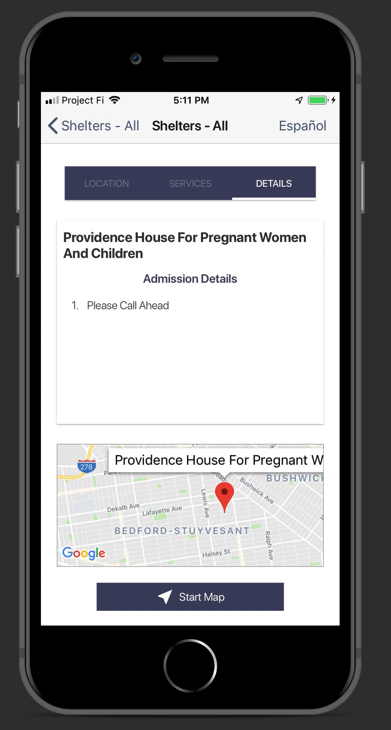 Project Fi
5:11 PM
Shelters - All
Shelters - All
Español
LOCATION
SERVICES
DETAILS
Providence House For Pregnant Women
And Children
Admission Details
1. Please Call Ahead
278
Providence House For Pregnant W
BUSHWICK
Bushwick Ave
Dekalb Ave
Lafayette Ave
Lewis Ave
BEDFORD-STUYVESANT
Ralph Ave
Halsey St
Google
Start Map